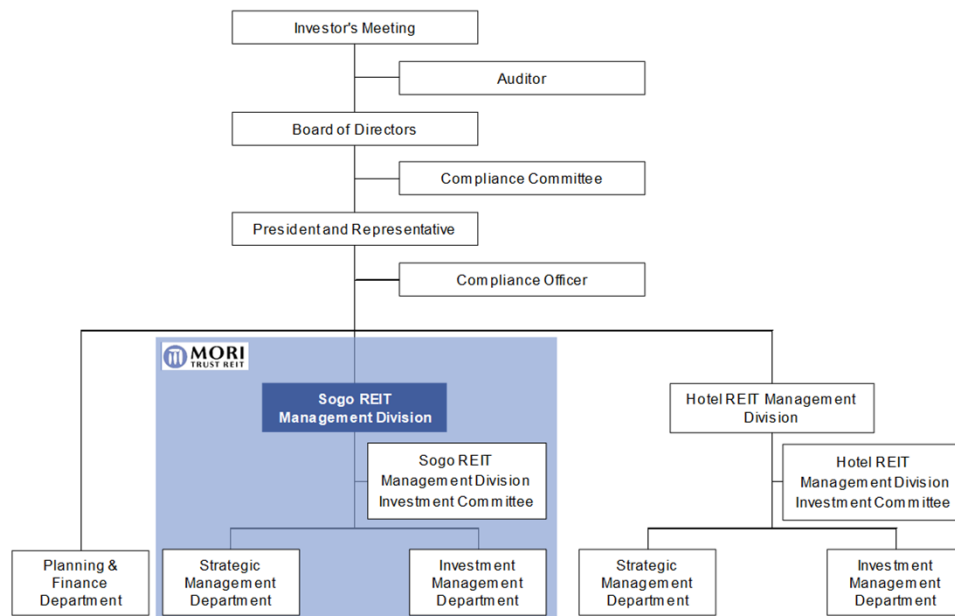 Investor's Meeting
Auditor
Board of Directors
Compliance Committee
President and Representative
Compliance Officer
MORI
TRUST REIT
Sogo REIT
Management Division
Hotel REIT Management
Division
Sogo REIT
Management Division
Investment Committee
Hotel REIT
Management Division
Investment Committee
Planning &
Finance
Department
Strategic
Management
Department
Investment
Management
Department
Strategic
Management
Department
Investment
Management
Department